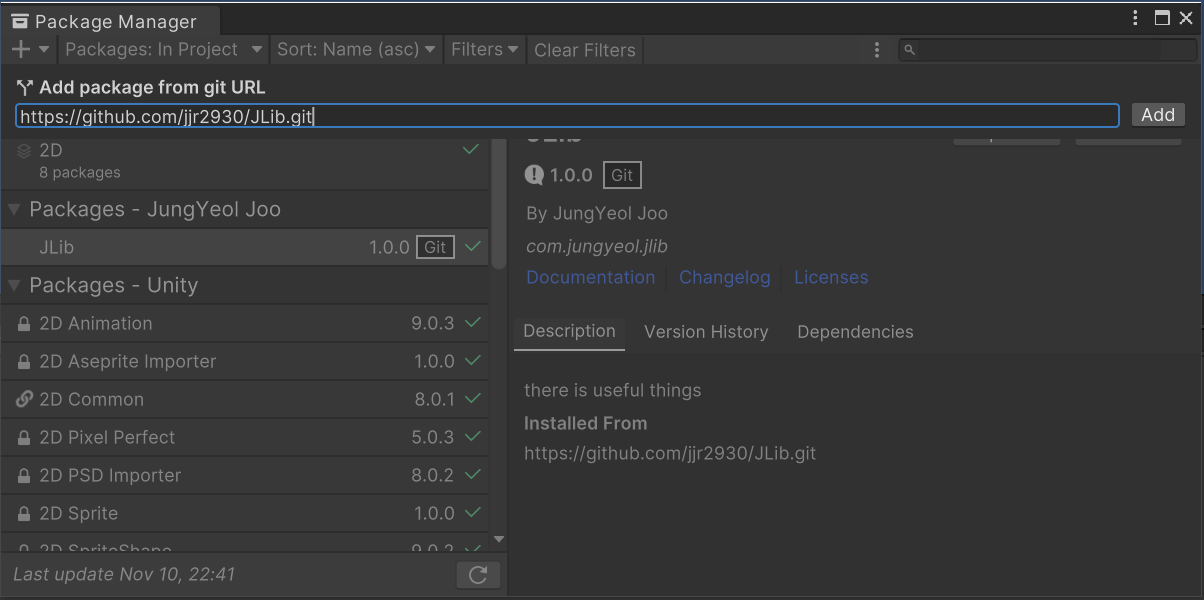 Package Manager
Packages: In Project Sort: Name (asc) Filters Clear Filters
Add package from git URL
https://github.com/jjr2930/JLib.git Add
2D
8 packages
Packages - JungYeol Joo
JLib 1.0.0 Git
Packages - Unity
2D Animation 9.0.3
2D Aseprite Importer 1.0.0
2D Common 8.0.1
2D Pixel Perfect 5.0.3
2D PSD Importer 8.0.2
2D Sprite 1.0.0
2D SpriteShape 9.0.2
Last update Nov 10, 22:41
1.0.0 Git
By JungYeol Joo
com.jungyeol.jlib
Documentation Changelog Licenses
Description Version History Dependencies
there is useful things
Installed From
https://github.com/jjr2930/JLib.git